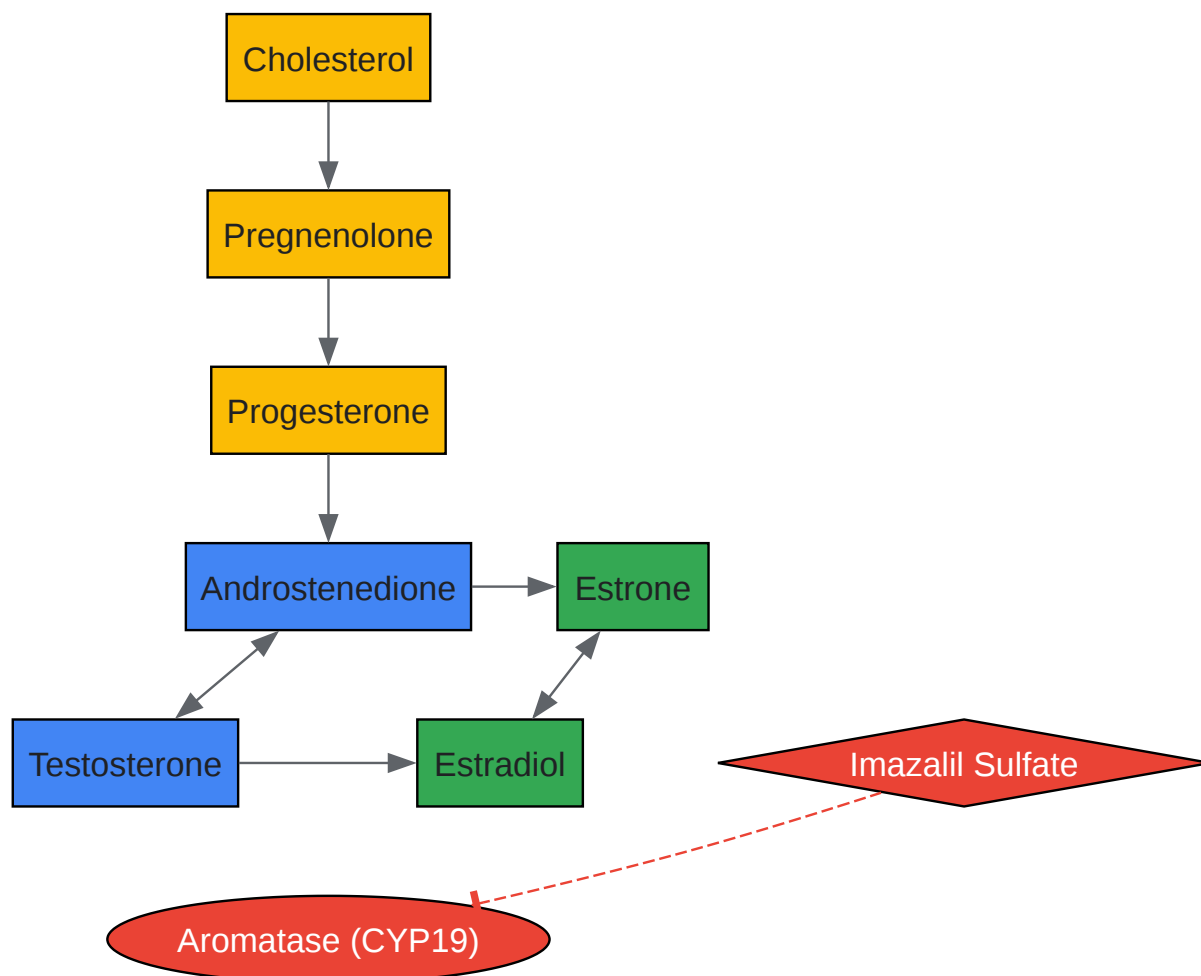 Cholesterol
Pregnenolone
Progesterone
Androstenedione
Estrone
Testosterone
Estradiol
Imazalil Sulfate
Aromatase (CYP19)